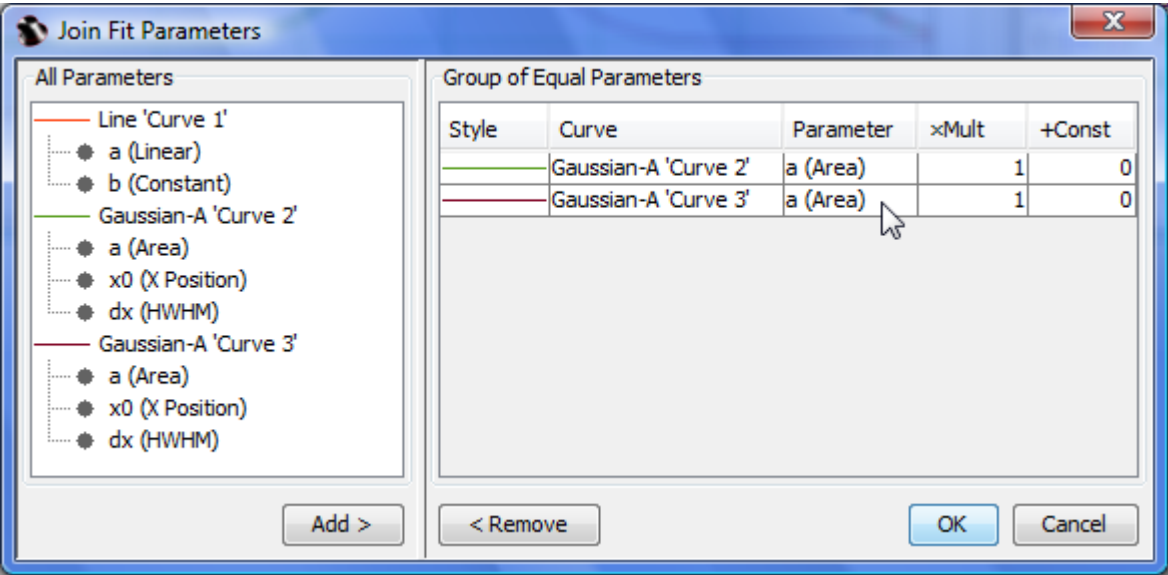 Join Fit Parameters
All Parameters
Line 'Curve 1'
a (Linear)
b (Constant)
Gaussian-A 'Curve 2'
a (Area)
x0 (X Position)
dx (HWHM)
Gaussian-A 'Curve 3'
a (Area)
x0 (X Position)
dx (HWHM)
Add >
Group of Equal Parameters
Style Curve Parameter ×Mult +Const
Gaussian-A 'Curve 2' a (Area) 1 0
Gaussian-A 'Curve 3' a (Area) 1 0
< Remove OK Cancel